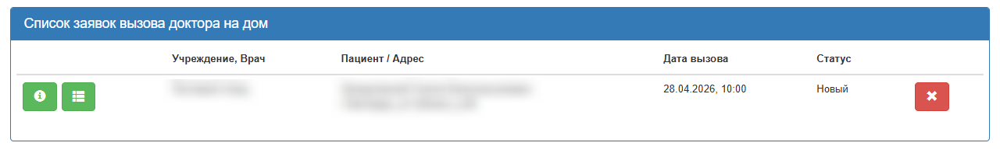 Список заявок вызова доктора на дом
Учреждение, Врач Пациент / Адрес Дата вызова Статус
28.04.2026, 10:00 Новый